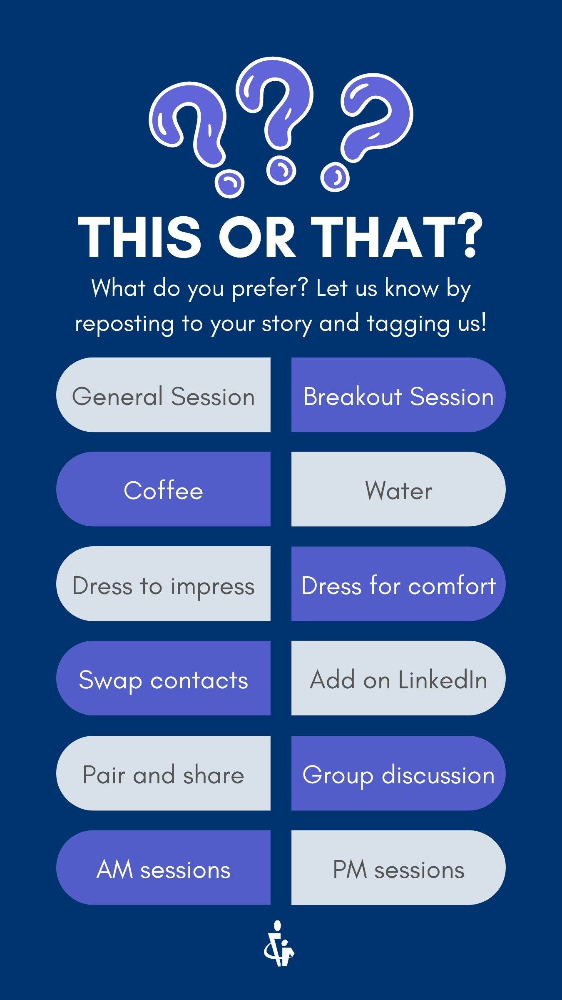 THIS OR THAT?
What do you prefer? Let us know by
reposting to your story and tagging us!
General Session
Breakout Session
Coffee
Water
Dress to impress
Dress for comfort
Swap contacts
Add on LinkedIn
Pair and share
Group discussion
AM sessions
PM sessions